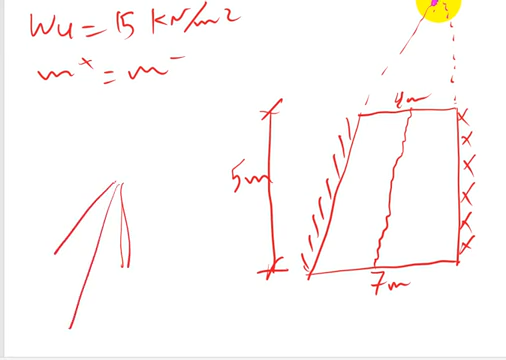 Wu = 15 KN/m2
m+ = m-
4m
5m
7m